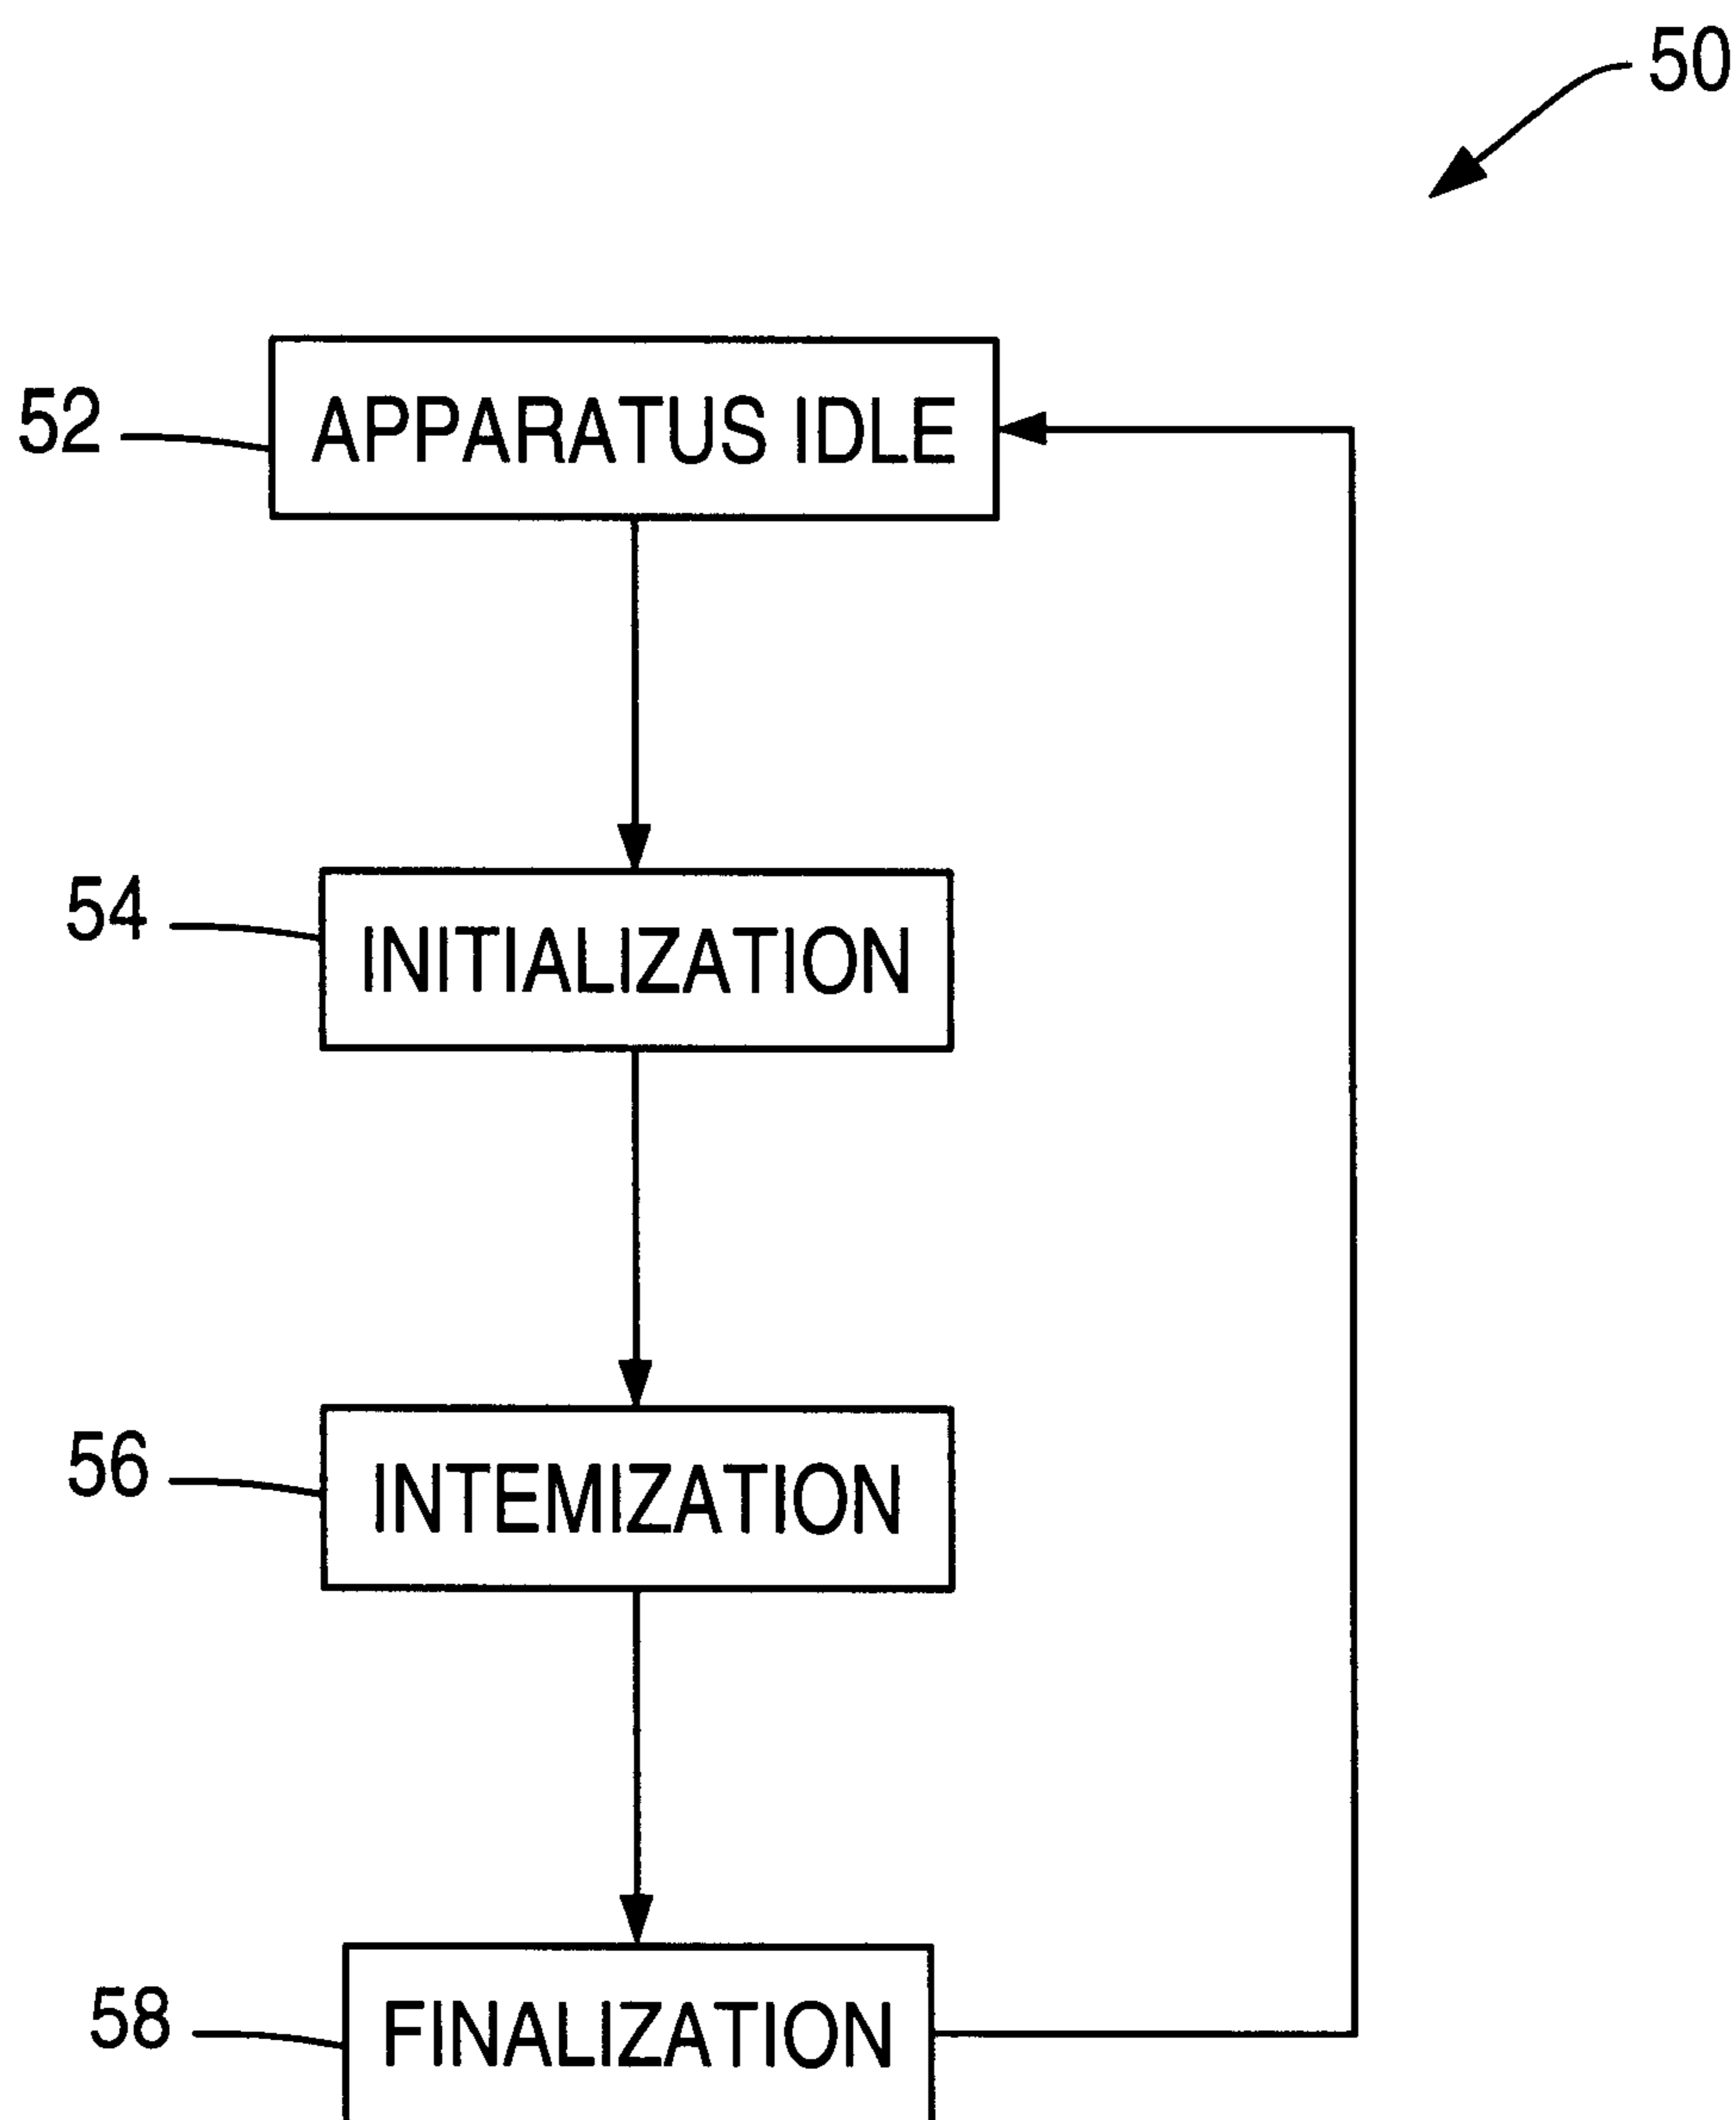 50
52
APPARATUS IDLE
54
INITIALIZATION
56
INTEMIZATION
58
FINALIZATION